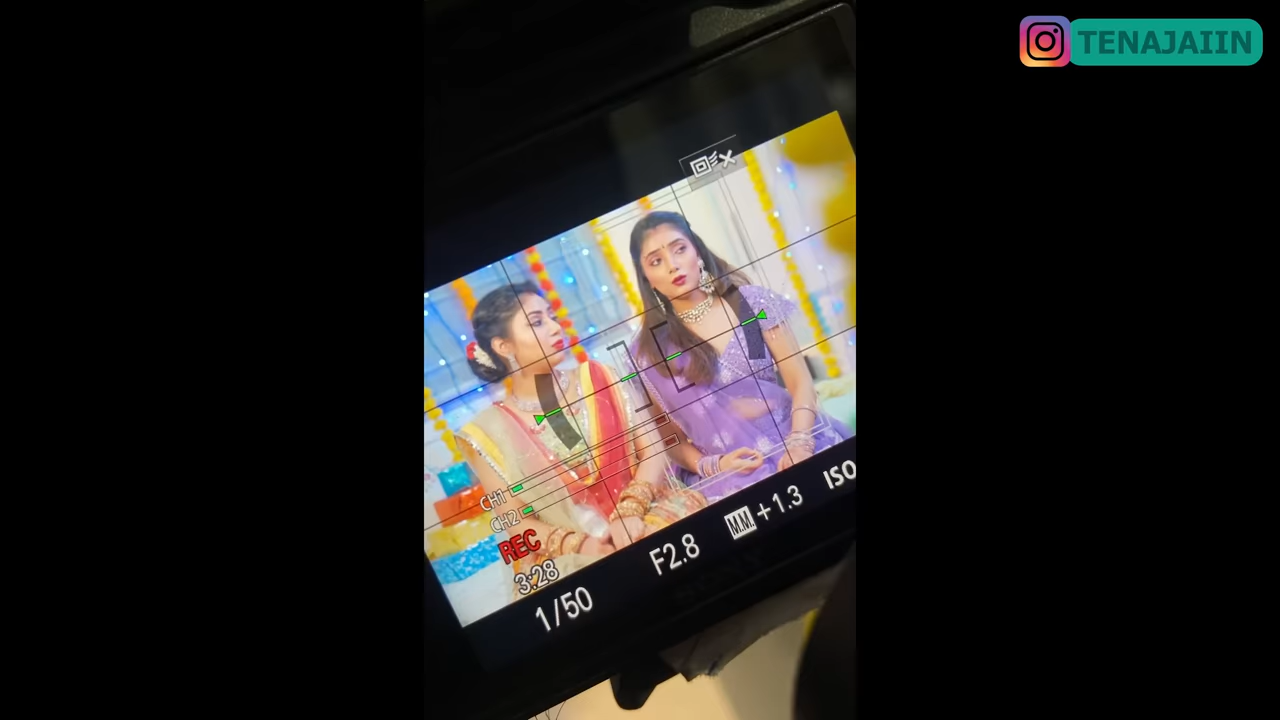 TENAJAIIN
CH1
CH2
REC
3:28
1/50 F2.8 M.M. +1.3 ISO